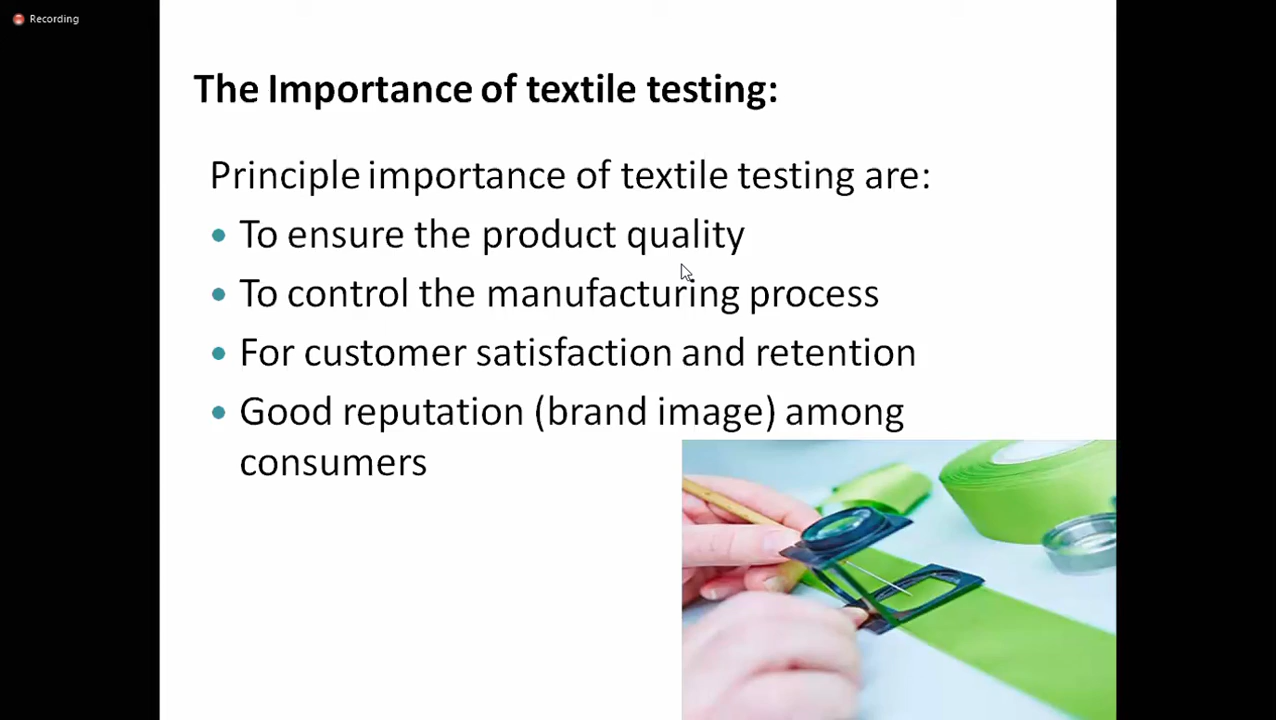 Recording
The Importance of textile testing:
Principle importance of textile testing are:
To ensure the product quality
To control the manufacturing process
For customer satisfaction and retention
Good reputation (brand image) among
consumers